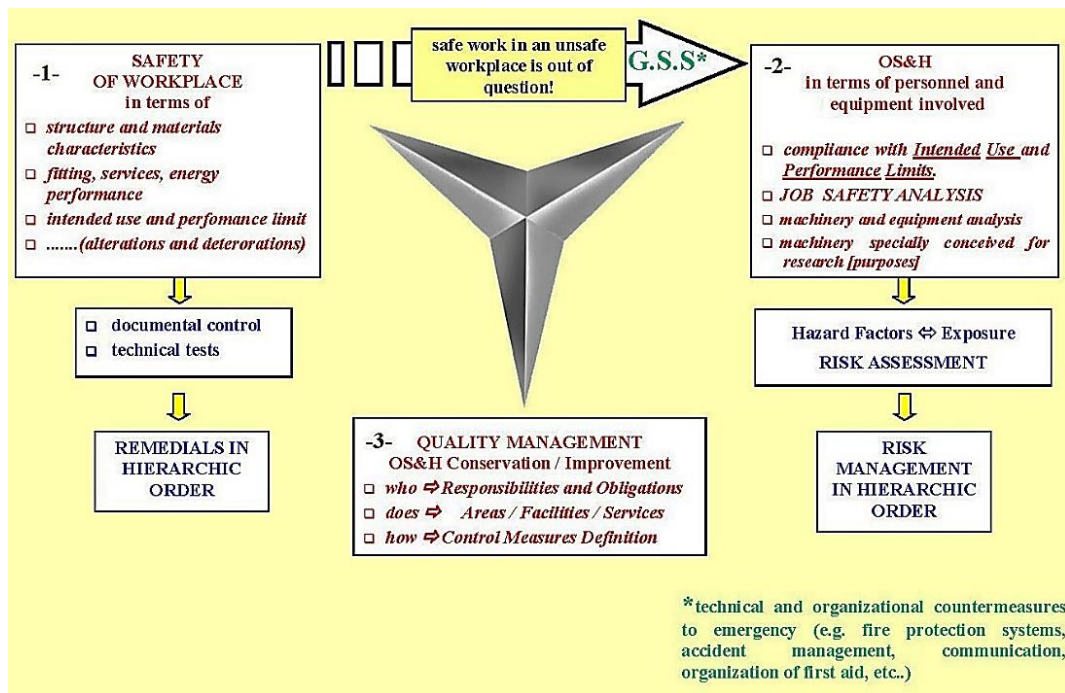 -1-
SAFETY
OF WORKPLACE
in terms of
❑ structure and materials
characteristics
❑ fitting, services, energy
performance
❑ intended use and perfomance limit
❑ .......(alterations and deterorations)
❑ documental control
❑ technical tests
REMEDIALS IN
HIERARCHIC
ORDER
safe work in an unsafe
workplace is out of
question!
G.S.S*
-2-
OS&H
in terms of personnel and
equipment involved
❑ compliance with Intended Use and
Performance Limits.
❑ JOB SAFETY ANALYSIS
❑ machinery and equipment analysis
❑ machinery specially conceived for
research [purposes]
Hazard Factors ⇔ Exposure
RISK ASSESSMENT
RISK
MANAGEMENT
IN HIERARCHIC
ORDER
-3- QUALITY MANAGEMENT
OS&H Conservation / Improvement
❑ who ⇨ Responsibilities and Obligations
❑ does ⇨ Areas / Facilities / Services
❑ how ⇨ Control Measures Definition
*technical and organizational countermeasures
to emergency (e.g. fire protection systems,
accident management, communication,
organization of first aid, etc..)